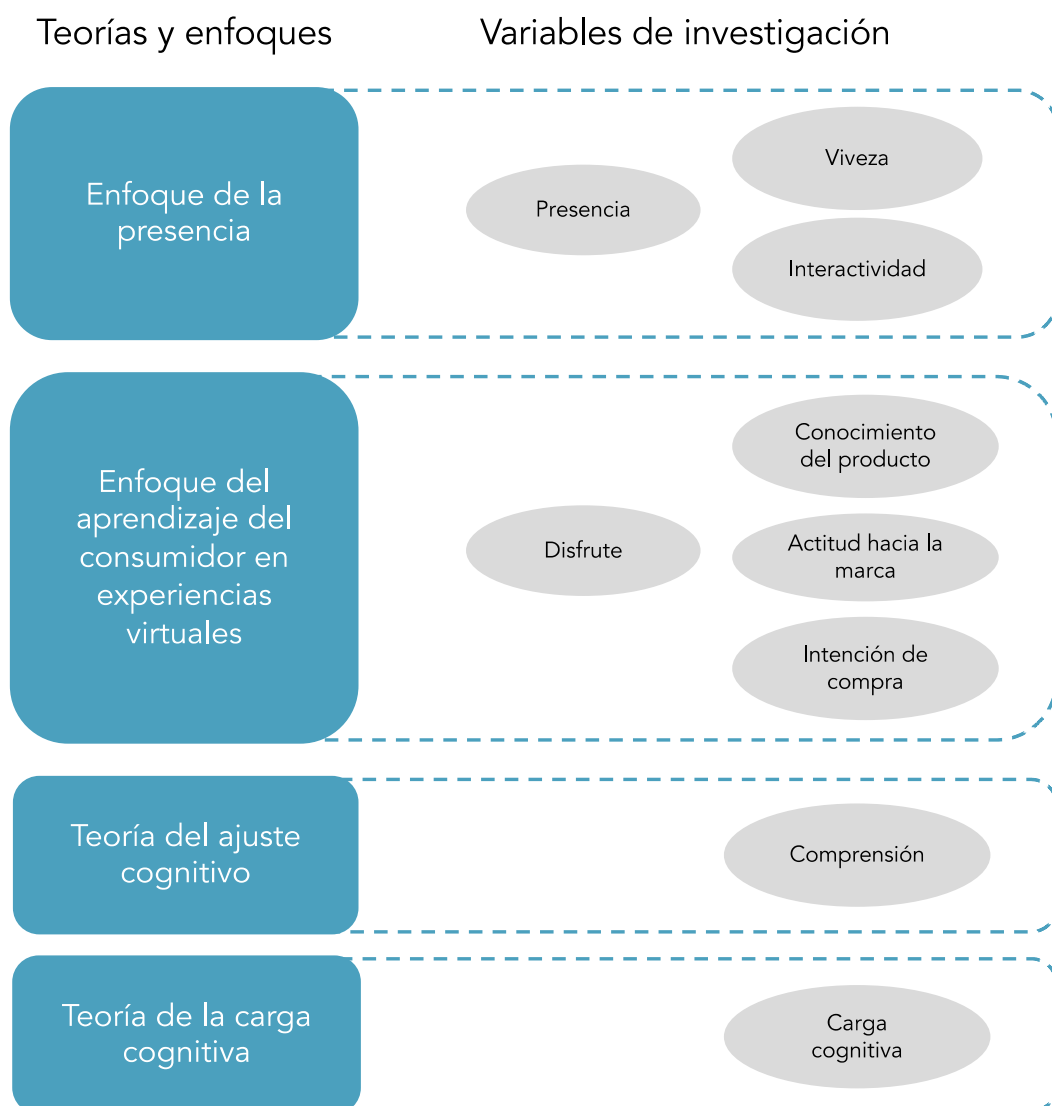 Teorías y enfoques
Variables de investigación
Enfoque de la
presencia
Presencia
Viveza
Interactividad
Enfoque del
aprendizaje del
consumidor en
experiencias
virtuales
Disfrute
Conocimiento
del producto
Actitud hacia la
marca
Intención de
compra
Teoría del ajuste
cognitivo
Comprensión
Teoría de la carga
cognitiva
Carga
cognitiva